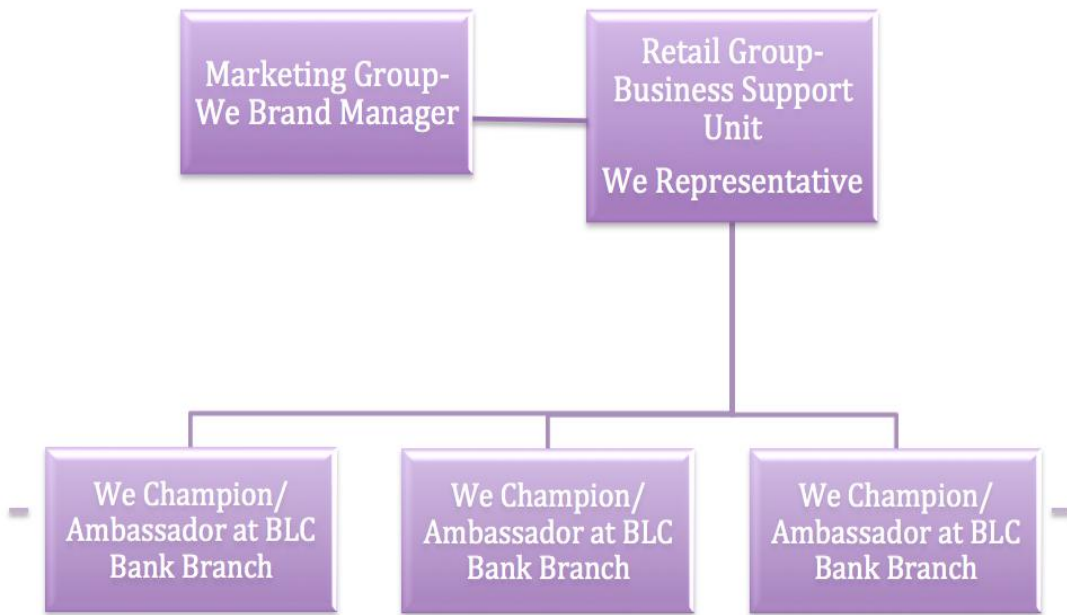 Marketing Group-
We Brand Manager
Retail Group-
Business Support
Unit
We Representative
We Champion/
Ambassador at BLC
Bank Branch
We Champion/
Ambassador at BLC
Bank Branch
We Champion/
Ambassador at BLC
Bank Branch